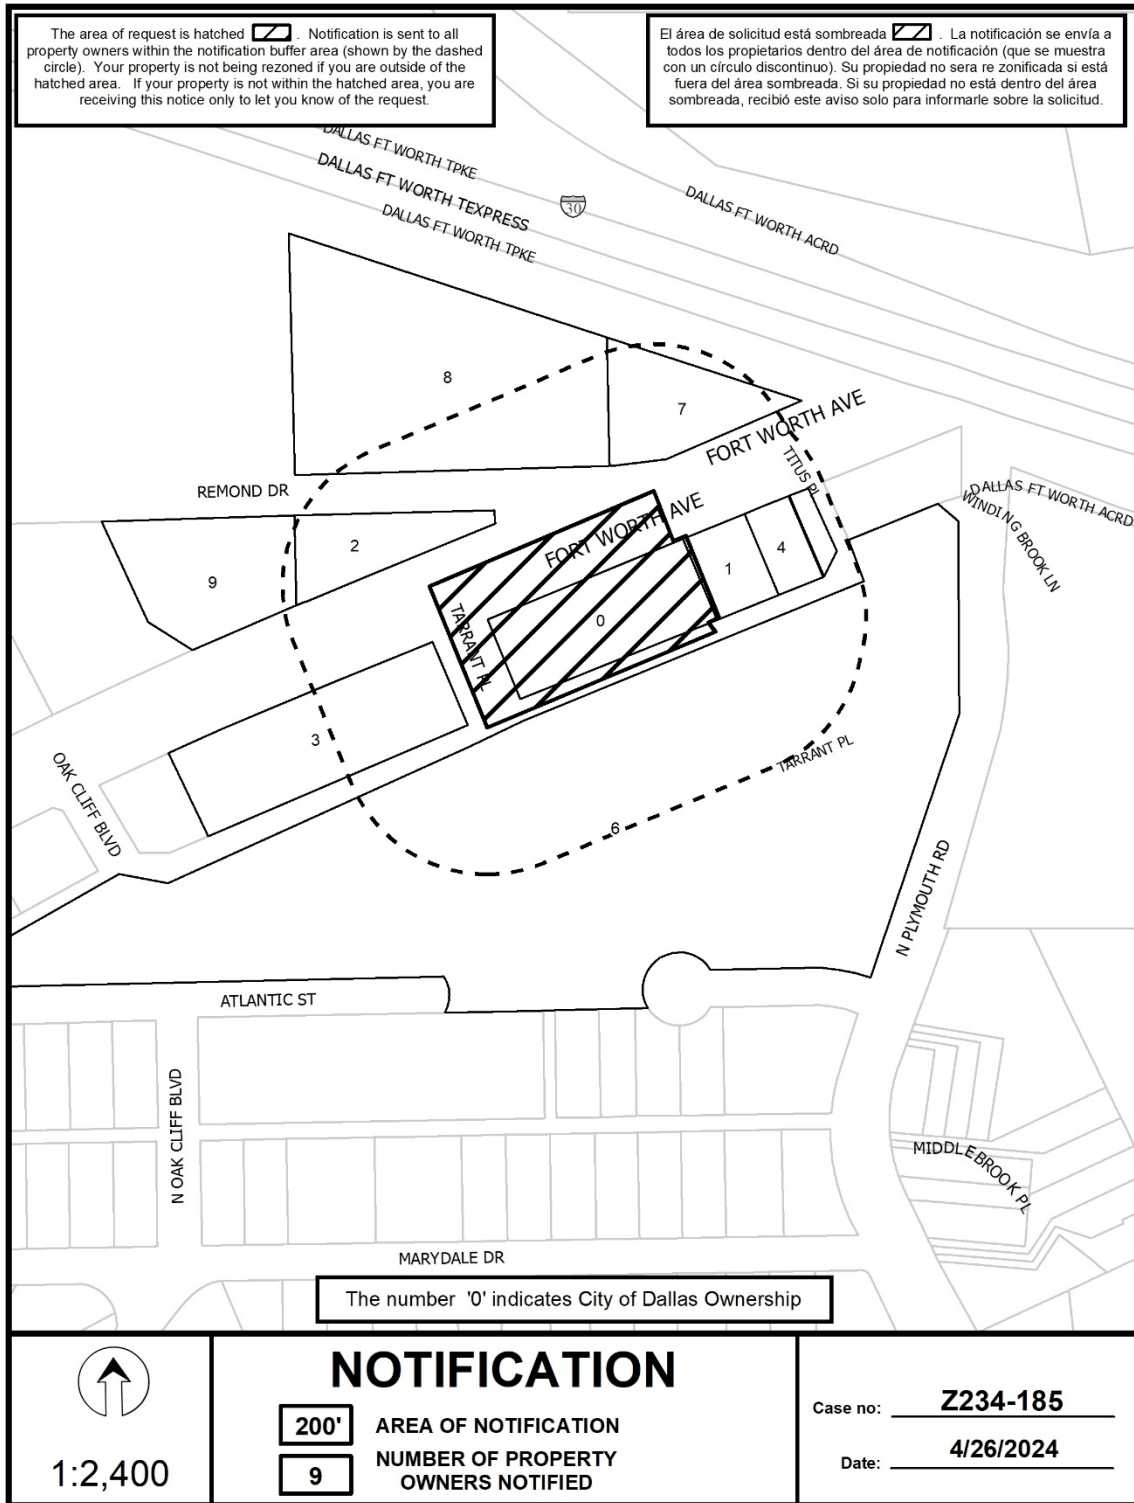 The area of request is hatched . Notification is sent to all
property owners within the notification buffer area (shown by the dashed
circle). Your property is not being rezoned if you are outside of the
hatched area. If your property is not within the hatched area, you are
receiving this notice only to let you know of the request.
El área de solicitud está sombreada . La notificación se envía a
todos los propietarios dentro del área de notificación (que se muestra
con un círculo discontinuo). Su propiedad no sera re zonificada si está
fuera del área sombreada. Si su propiedad no está dentro del área
sombreada, recibió este aviso solo para informarle sobre la solicitud.
DALLAS FT WORTH TPKE
DALLAS FT WORTH TEXPRESS
DALLAS FT WORTH TPKE
30
DALLAS FT WORTH ACRD
8
7
FORT WORTH AVE
TITUS PL
REMOND DR
DALLAS FT WORTH ACRD
WINDING BROOK LN
FORT WORTH AVE
2
9
4
1
0
TARRANT PL
3
TARRANT PL
OAK CLIFF BLVD
6
N PLYMOUTH RD
ATLANTIC ST
N OAK CLIFF BLVD
MIDDLEBROOK PL
MARYDALE DR
The number '0' indicates City of Dallas Ownership
1:2,400
NOTIFICATION
200' AREA OF NOTIFICATION
9 NUMBER OF PROPERTY
OWNERS NOTIFIED
Case no: Z234-185
Date: 4/26/2024